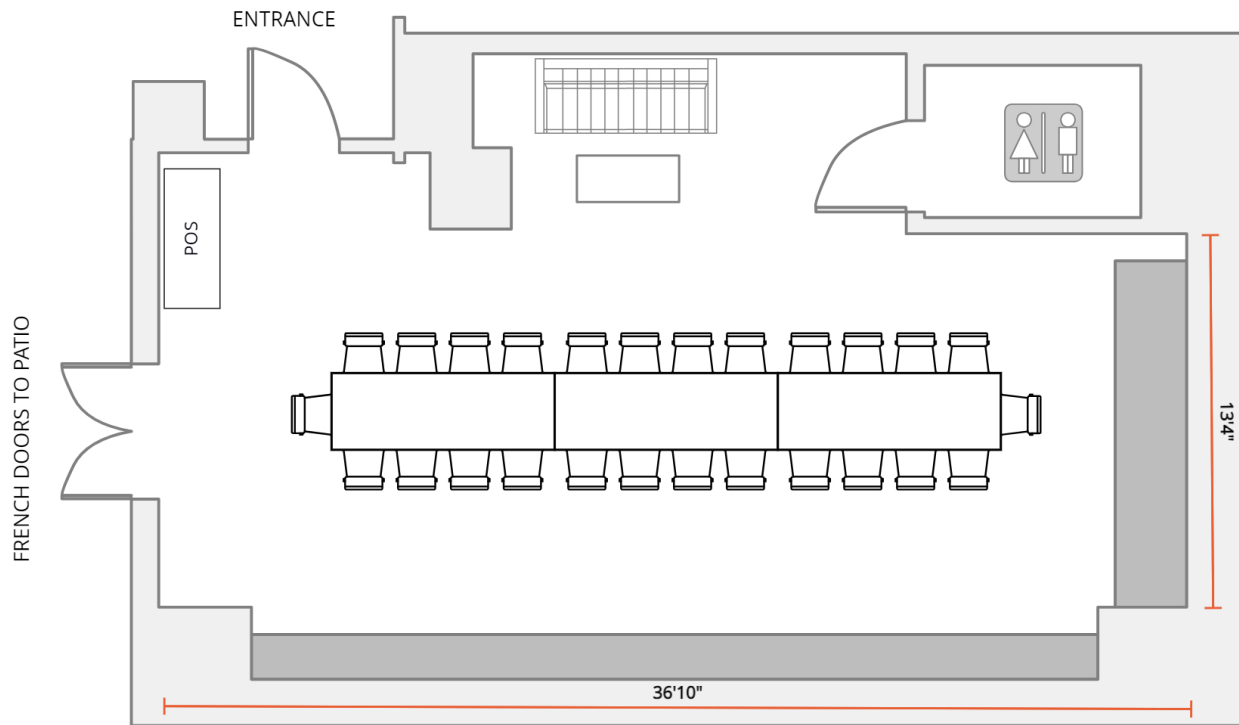 ENTRANCE
POS
FRENCH DOORS TO PATIO
13'4"
36'10"